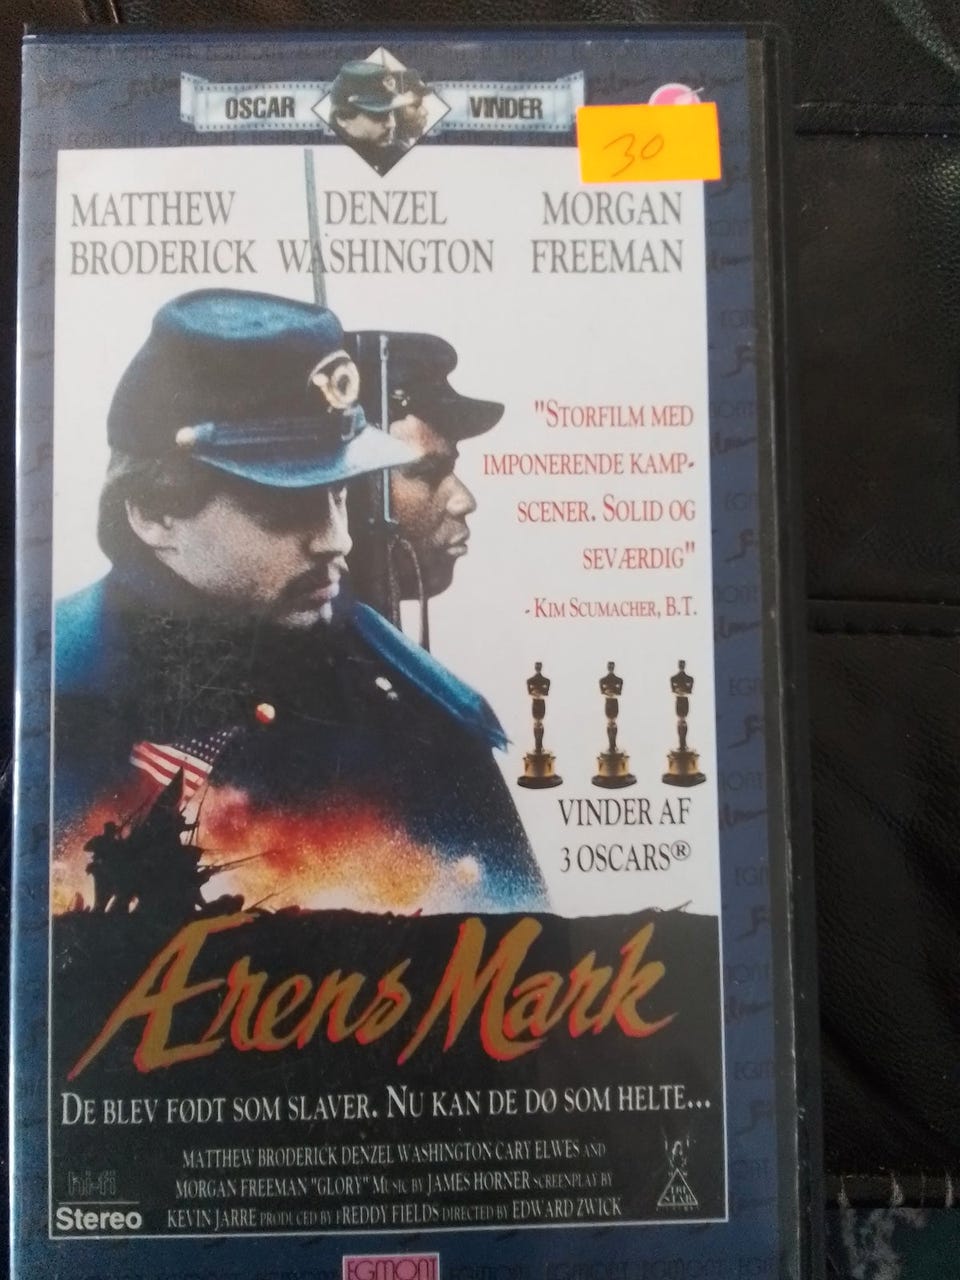 OSCAR VINDER
30
MATTHEW BRODERICK
DENZEL WASHINGTON
MORGAN FREEMAN
"STORFILM MED
IMPONERENDE KAMP-
SCENER. SOLID OG
SEVÆRDIG"
- KIM SCUMACHER, B.T.
VINDER AF
3 OSCARS®
ÆRENS MARK
DE BLEV FØDT SOM SLAVER. NU KAN DE DØ SOM HELTE...
MATTHEW BRODERICK DENZEL WASHINGTON CARY ELWES AND
MORGAN FREEMAN "GLORY" MUSIC BY JAMES HORNER SCREENPLAY BY
KEVIN JARRE PRODUCED BY FREDDY FIELDS DIRECTED BY EDWARD ZWICK
hi-fi
Stereo
TRI STAR
EGMONT